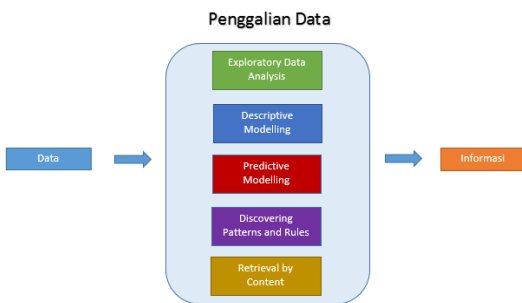 Penggalian Data
Exploratory Data
Analysis
Descriptive
Modelling
Data
Predictive
Modelling
Informasi
Discovering
Patterns and Rules
Retrieval by
Content